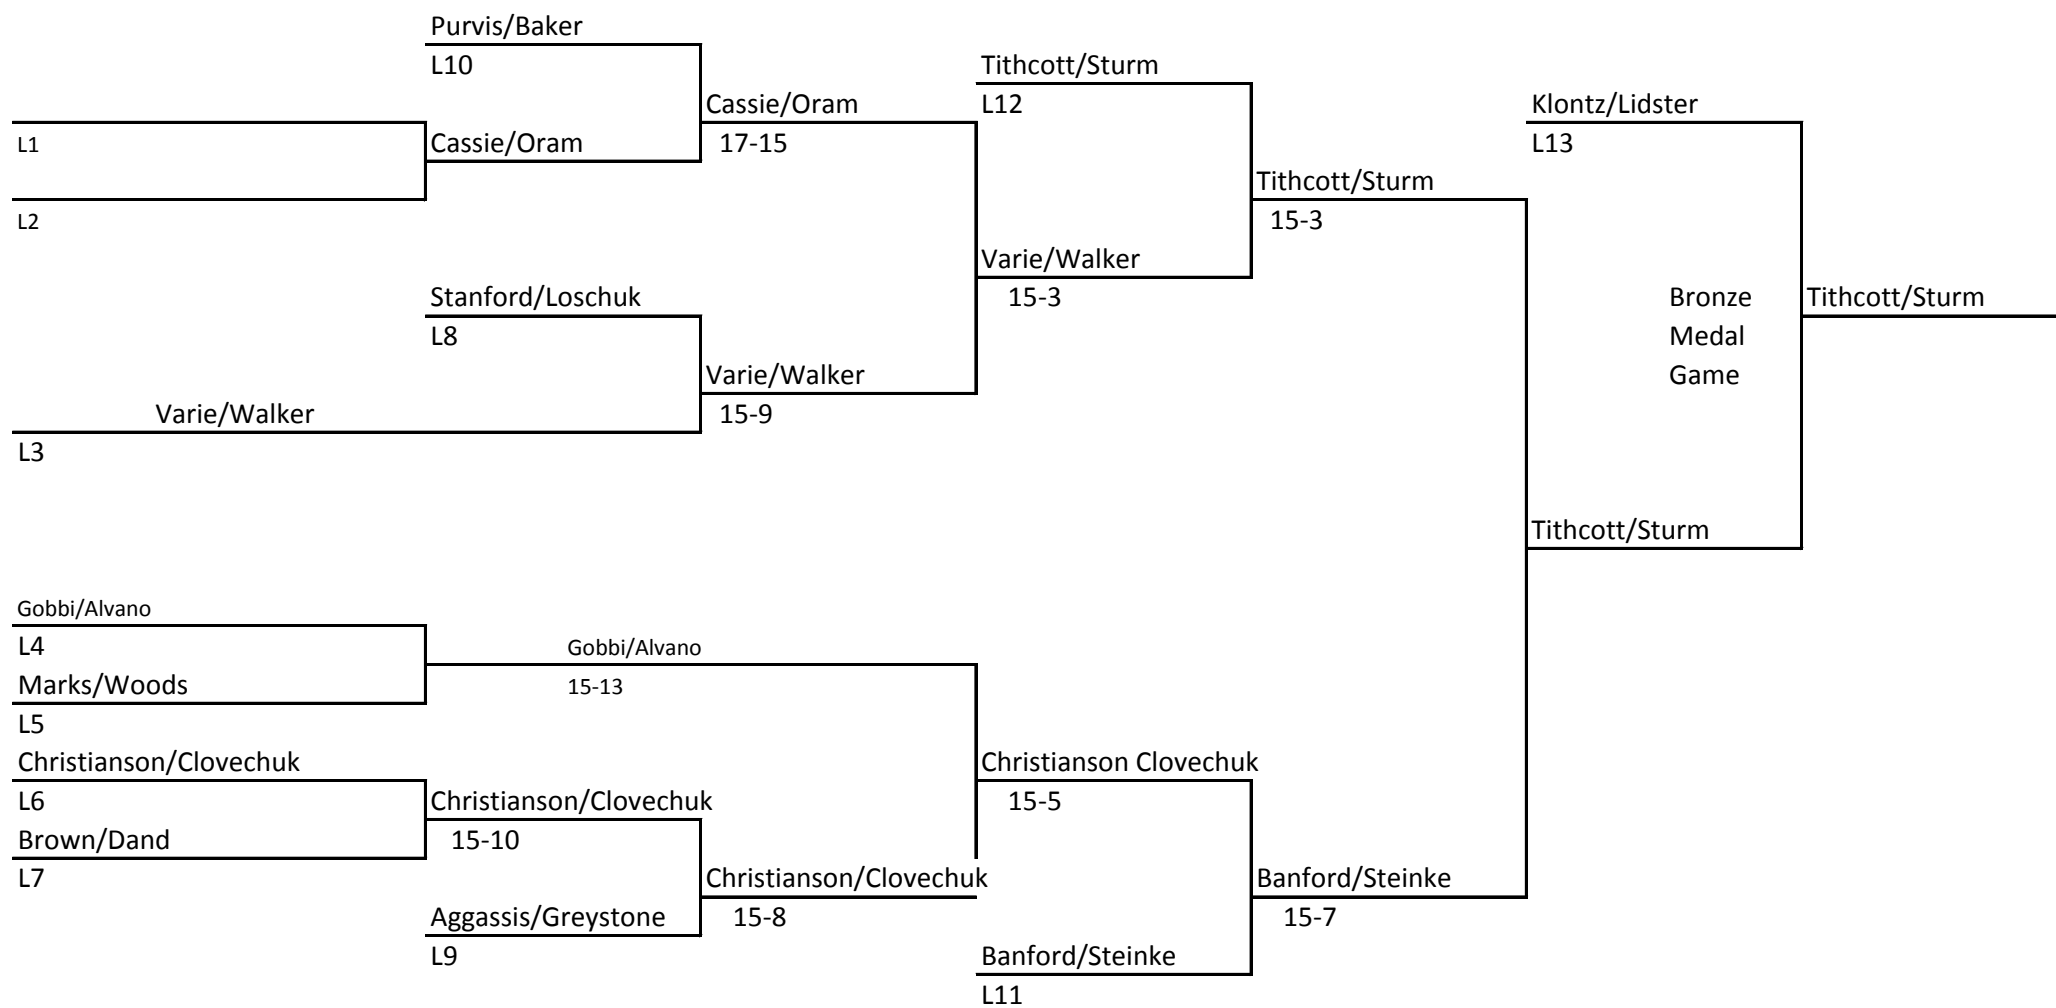 Purvis/Baker
L10
Tithcott/Sturm
L12
Cassie/Oram
17-15
Klontz/Lidster
L13
L1
Cassie/Oram
L2
Tithcott/Sturm
15-3
Varie/Walker
15-3
Stanford/Loschuk
L8
Bronze
Medal
Game
Tithcott/Sturm
Varie/Walker
15-9
Varie/Walker
L3
Tithcott/Sturm
Gobbi/Alvano
L4
Gobbi/Alvano
15-13
Marks/Woods
L5
Christianson/Clovechuk
L6
Christianson Clovechuk
15-5
Christianson/Clovechuk
15-10
Brown/Dand
L7
Christianson/Clovechuk
15-8
Banford/Steinke
15-7
Aggassis/Greystone
L9
Banford/Steinke
L11